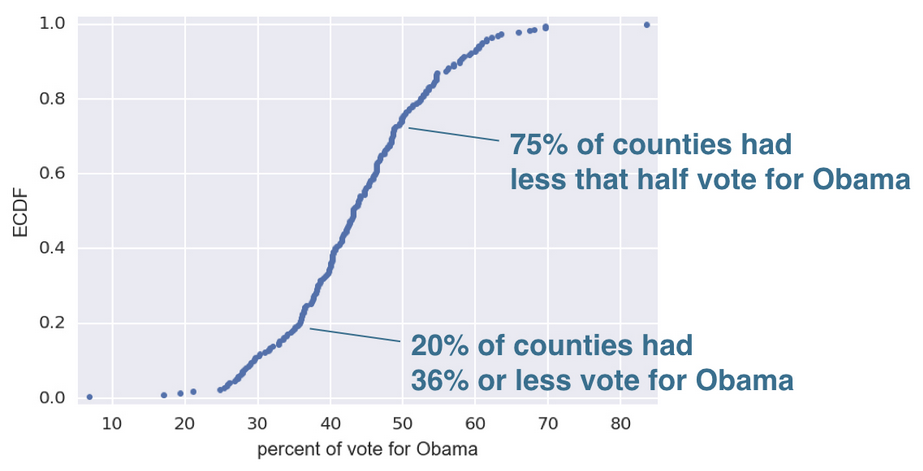 1.0
0.8
75% of counties had
less that half vote for Obama
0.6
ECDF
0.4
0.2
20% of counties had
36% or less vote for Obama
0.0
10 20 30 40 50 60 70 80
percent of vote for Obama